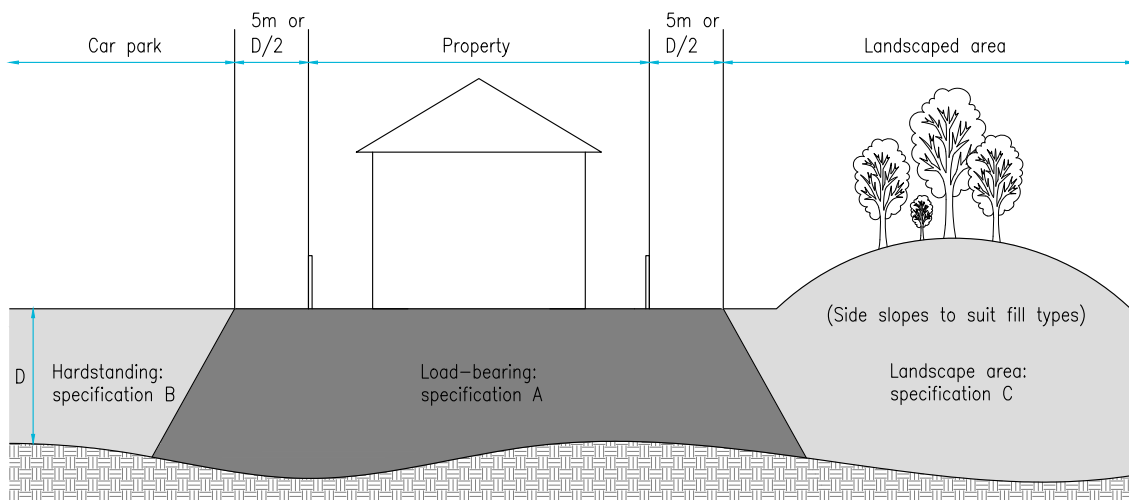 Car park
5m or
D/2
Property
5m or
D/2
Landscaped area
(Side slopes to suit fill types)
D
Hardstanding:
specification B
Load-bearing:
specification A
Landscape area:
specification C